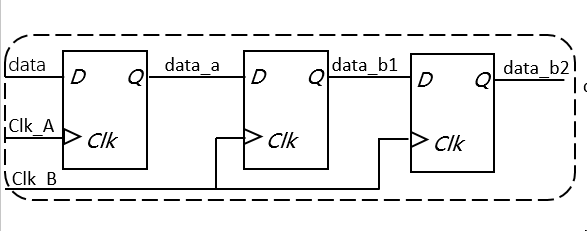 data
D
Q
data_a
D
Q
data_b1
D
Q
data_b2
Clk_A
Clk
Clk
Clk
Clk_B